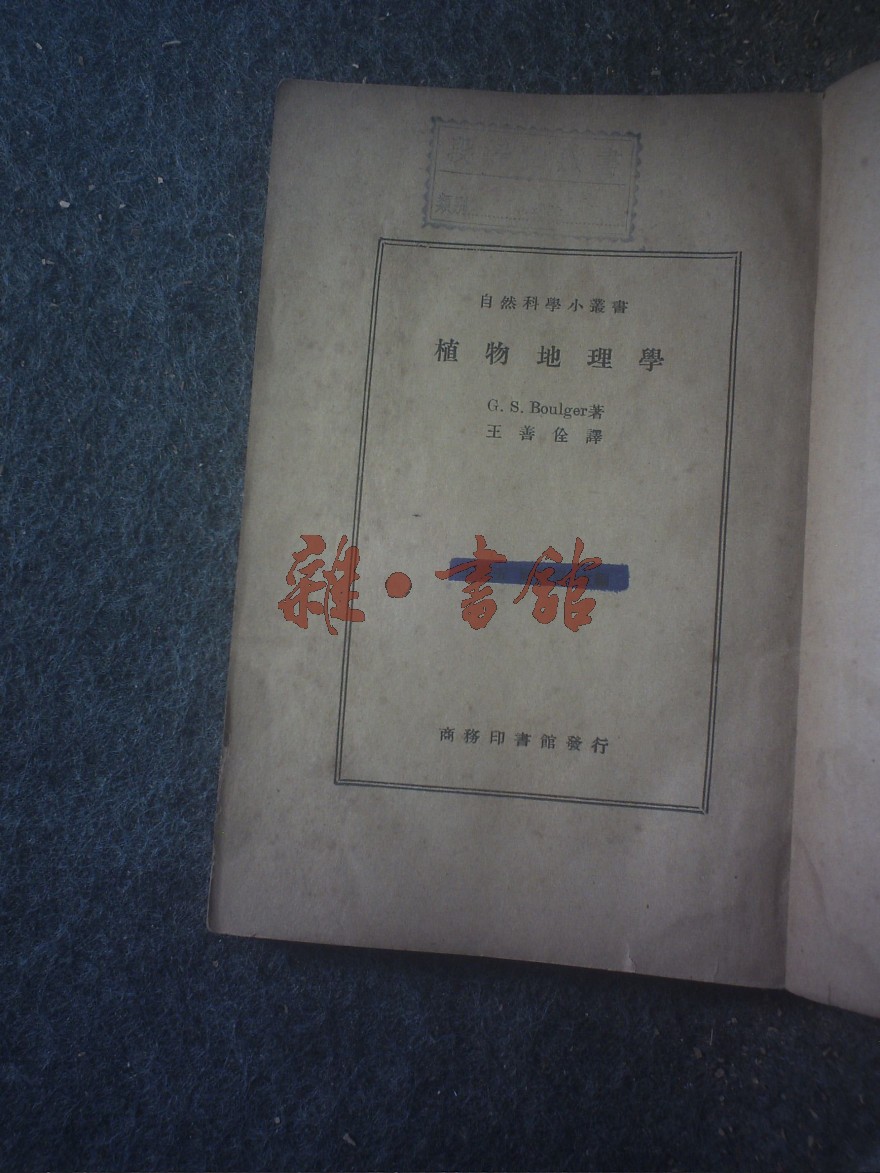 自然科學小叢書
植物地理學
G. S. Boulger著
王善佺譯
雜·書館
商務印書館發行